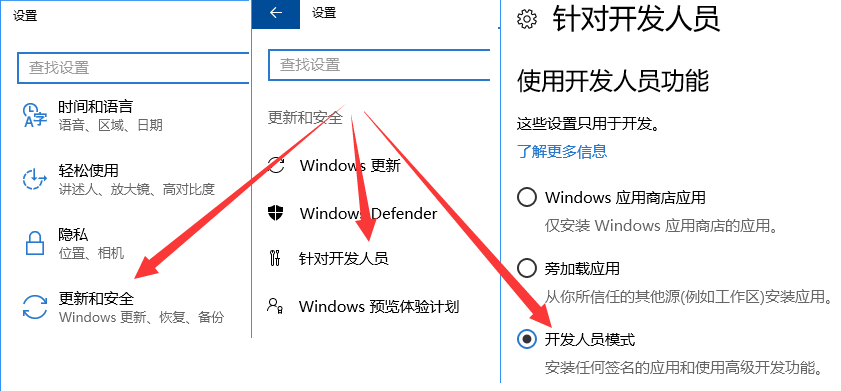 设置
查找设置
时间和语言
语音、区域、日期
轻松使用
讲述人、放大镜、高对比度
隐私
位置、相机
更新和安全
Windows 更新、恢复、备份
设置
查找设置
更新和安全
Windows 更新
Windows Defender
针对开发人员
Windows 预览体验计划
针对开发人员
使用开发人员功能
这些设置只用于开发。
了解更多信息
Windows 应用商店应用
仅安装 Windows 应用商店的应用。
旁加载应用
从你所信任的其他源(例如工作区)安装应用。
开发人员模式
安装任何签名的应用和使用高级开发功能。